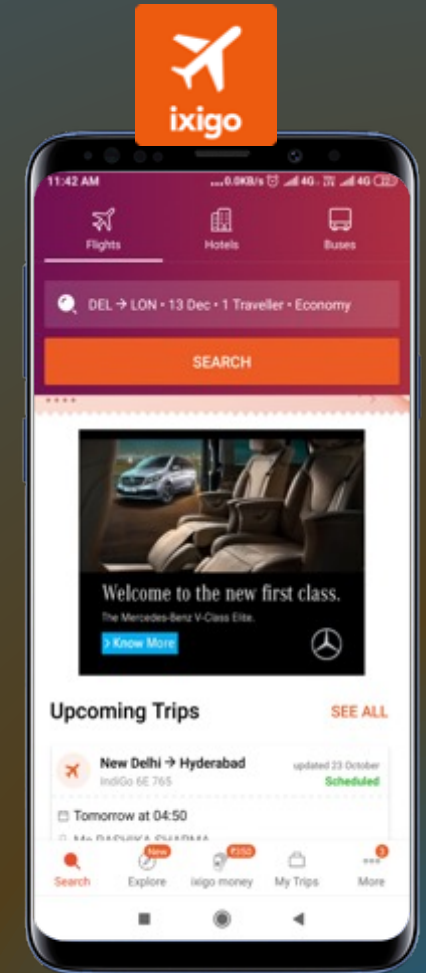 ixigo
11:42 AM
0.0KB/s 4G 4G
Flights Hotels Buses
DEL → LON • 13 Dec • 1 Traveller • Economy
SEARCH
Welcome to the new first class.
The Mercedes-Benz V-Class Elite.
> Know More
Upcoming Trips SEE ALL
New Delhi → Hyderabad updated 23 October
IndiGo 6E 765 Scheduled
Tomorrow at 04:50
RASHIKA SHARMA
New ₹350 3
Search Explore ixigo money My Trips More